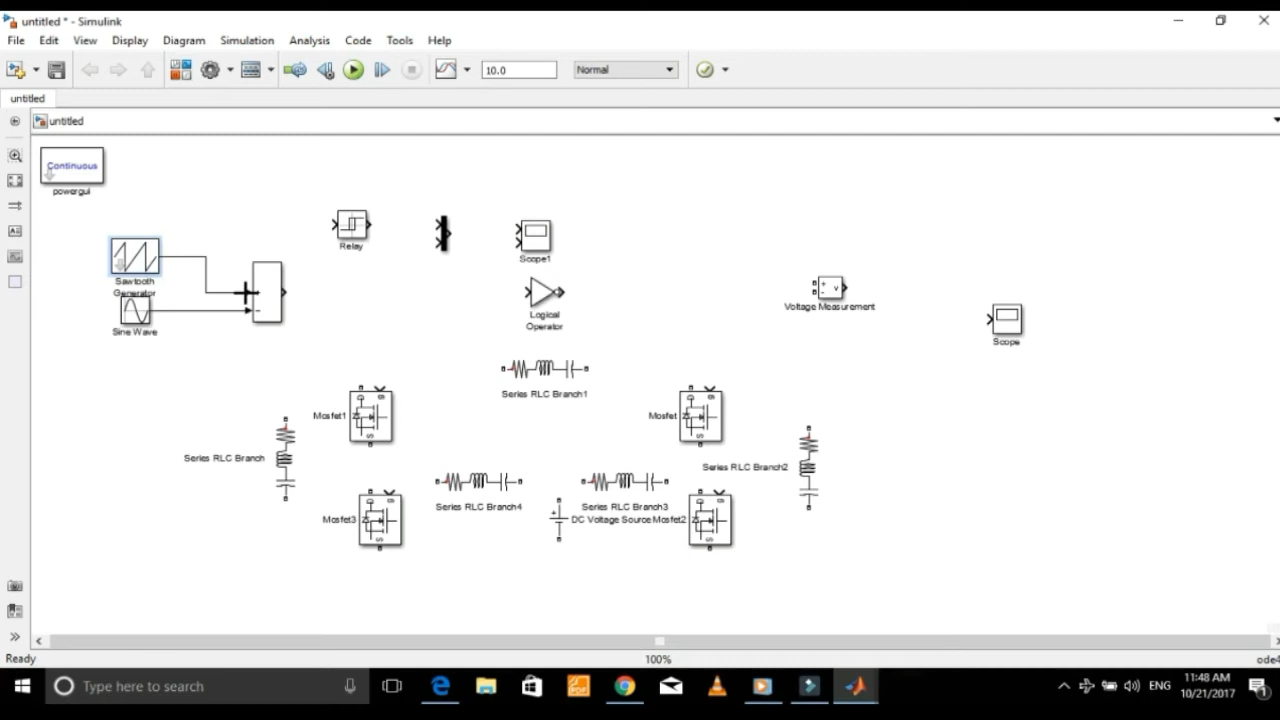 untitled * - Simulink
File Edit View Display Diagram Simulation Analysis Code Tools Help
10.0 Normal
untitled
untitled
Continuous
powergui
Relay
Scope1
Sawtooth
Generator
Sine Wave
Logical
Operator
Voltage Measurement
Scope
Series RLC Branch1
Mosfet1
Mosfet
Series RLC Branch
Series RLC Branch2
Series RLC Branch4
Series RLC Branch3
Mosfet3
DC Voltage Source
Mosfet2
Ready 100% ode4
Type here to search
ENG
11:48 AM
10/21/2017